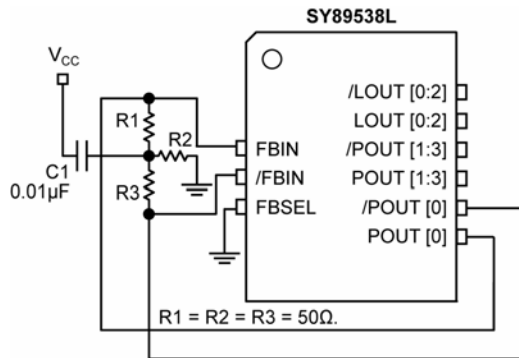 SY89538L
V_CC
/LOUT [0:2]
R1
LOUT [0:2]
R2
FBIN
/POUT [1:3]
C1
0.01µF
R3
/FBIN
POUT [1:3]
FBSEL
/POUT [0]
POUT [0]
R1 = R2 = R3 = 50Ω.